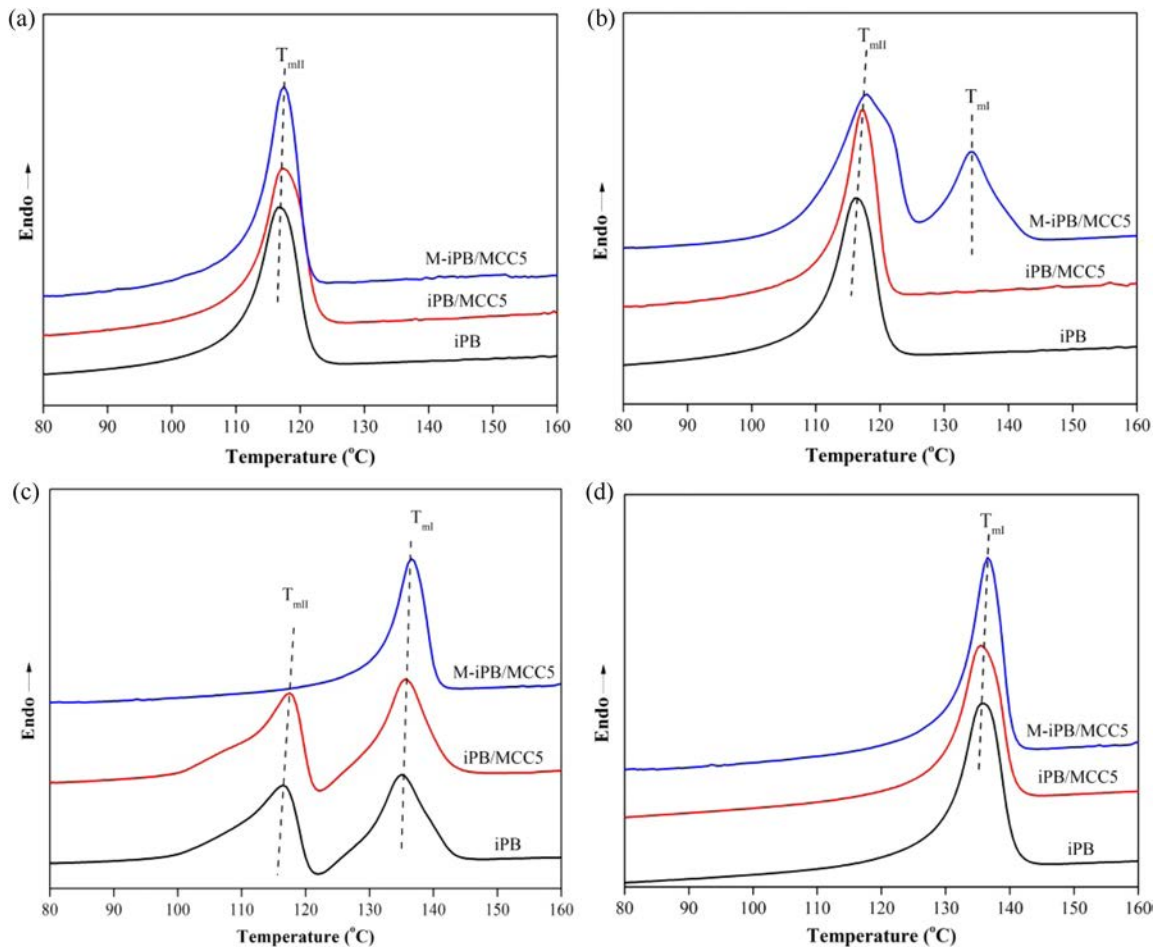 (a)
T_mII
M-iPB/MCC5
iPB/MCC5
iPB
Endo →
80 90 100 110 120 130 140 150 160
Temperature (°C)
(b)
T_mII
T_mI
M-iPB/MCC5
iPB/MCC5
iPB
Endo →
80 90 100 110 120 130 140 150 160
Temperature (°C)
(c)
T_mI
T_mII
M-iPB/MCC5
iPB/MCC5
iPB
Endo →
80 90 100 110 120 130 140 150 160
Temperature (°C)
(d)
T_mI
M-iPB/MCC5
iPB/MCC5
iPB
Endo →
80 90 100 110 120 130 140 150 160
Temperature (°C)